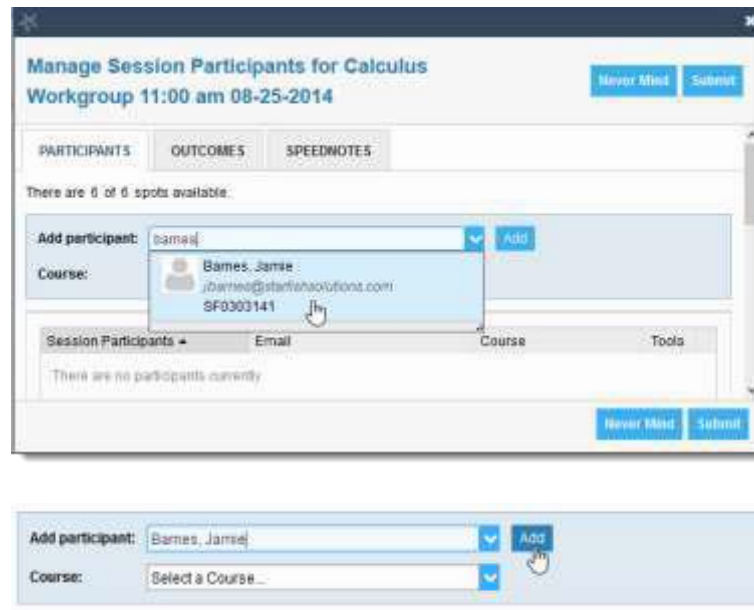 Manage Session Participants for Calculus
Workgroup 11:00 am 08-25-2014
Never Mind Submit
PARTICIPANTS OUTCOMES SPEEDNOTES
There are 6 of 6 spots available.
Add participant: barnes Add
Course:
Barnes, Jamie
jbarnes@starfishsolutions.com
SF0303141
Session Participants Email Course Tools
There are no participants currently
Never Mind Submit
Add participant: Barnes, Jamie Add
Course: Select a Course...